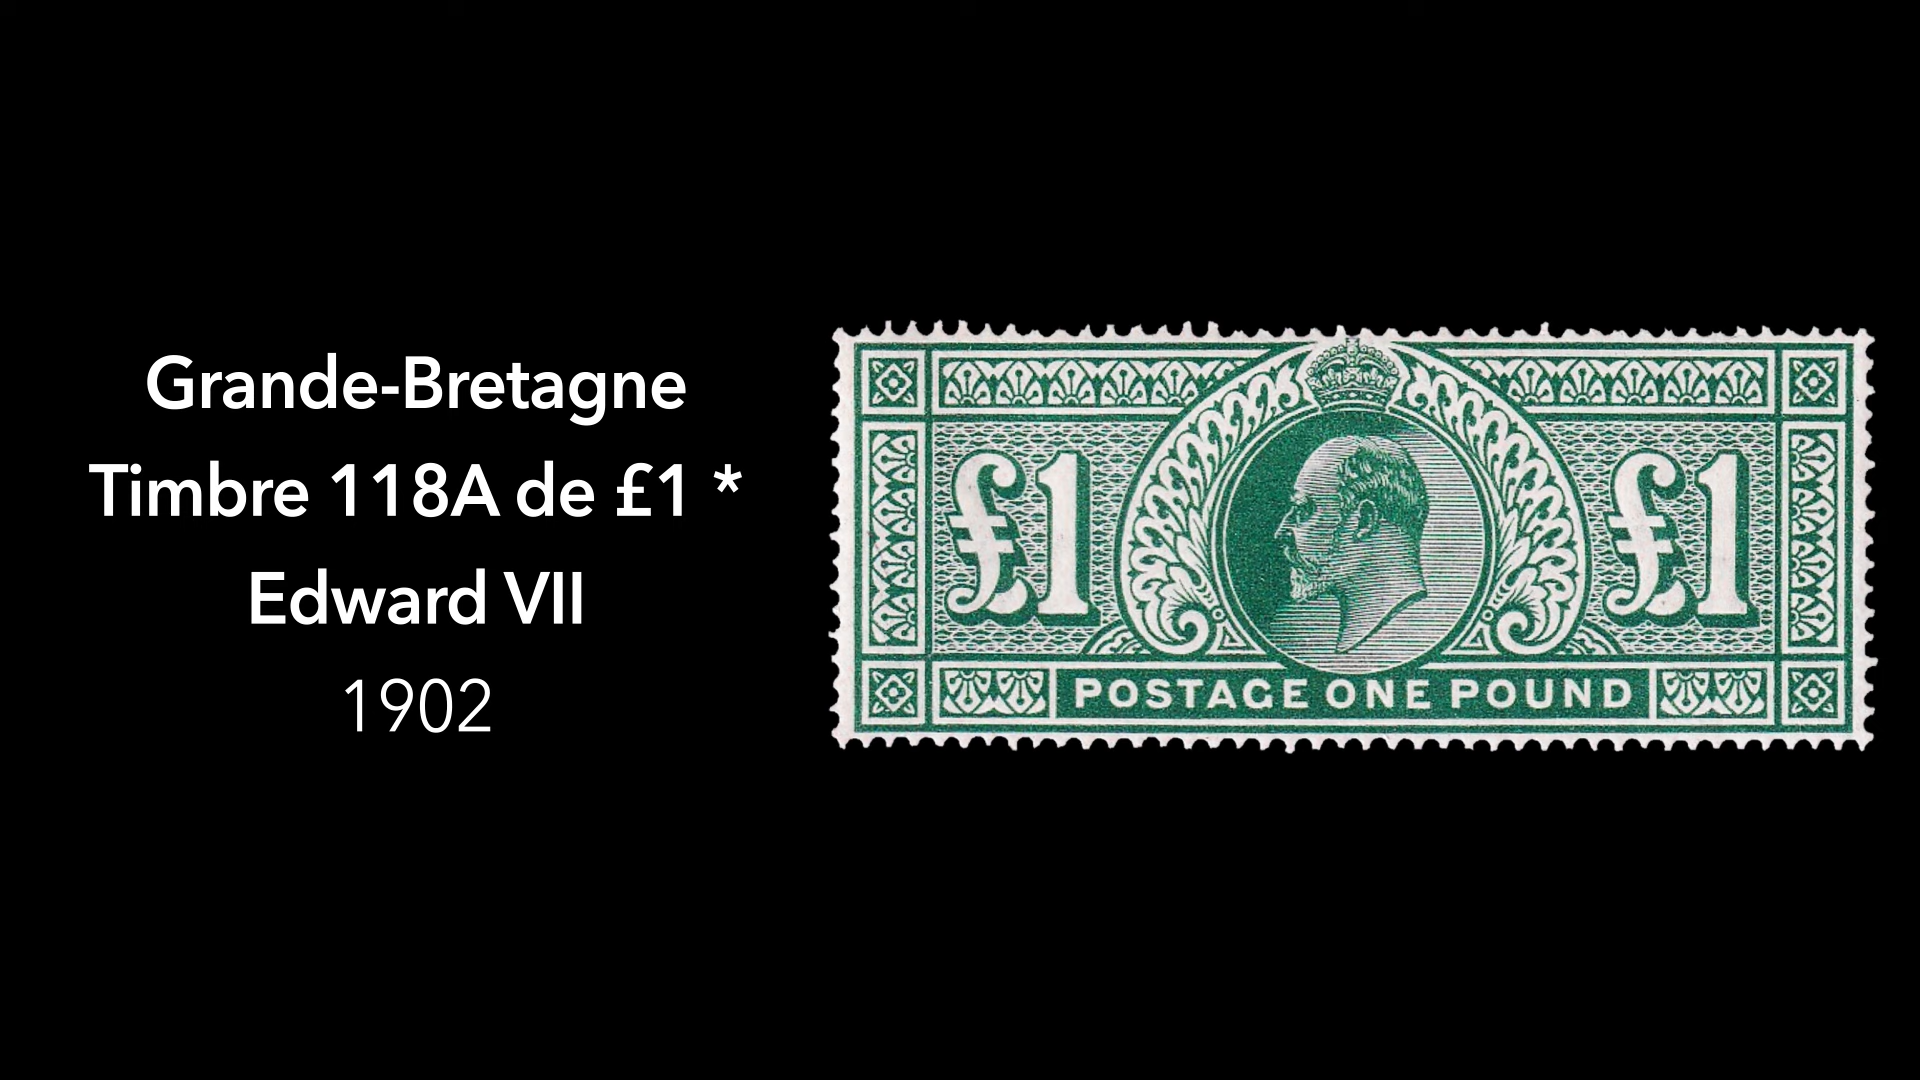 Grande-Bretagne
Timbre 118A de £1 *
Edward VII
1902
£1
£1
POSTAGE ONE POUND